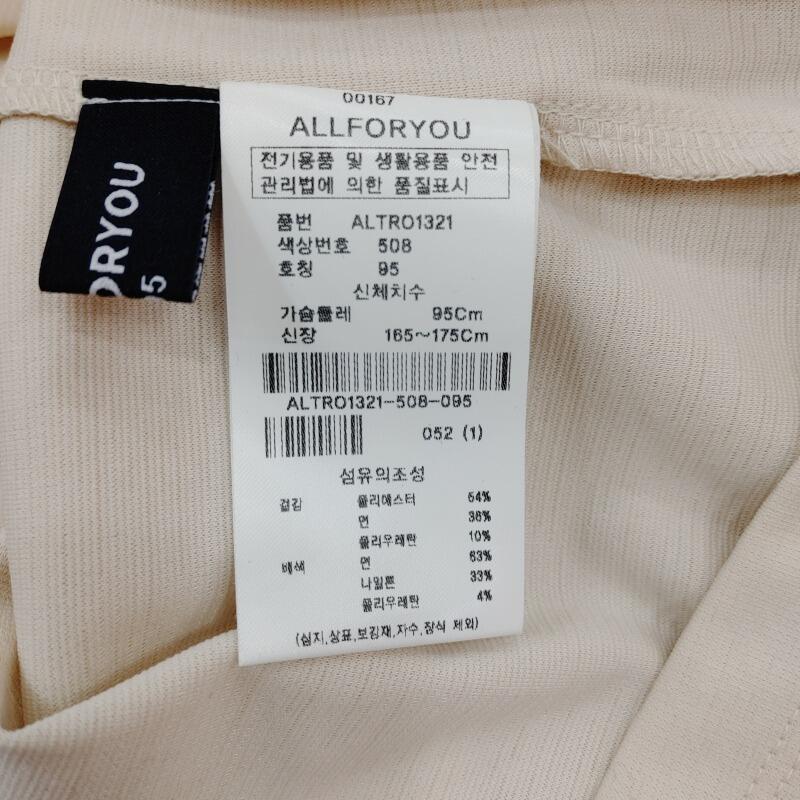 ORYOU
95
00167
ALLFORYOU
전기용품 및 생활용품 안전
관리법에 의한 품질표시
품번 ALTRO1321
색상번호 508
호칭 95
신체치수
가슴둘레 95Cm
신장 165~175Cm
ALTRO1321-508-095
052 (1)
섬유의조성
겉감 폴리에스터 54%
면 36%
폴리우레탄 10%
배색 면 63%
나일론 33%
폴리우레탄 4%
(심지,상표,보강재,자수,장식 제외)